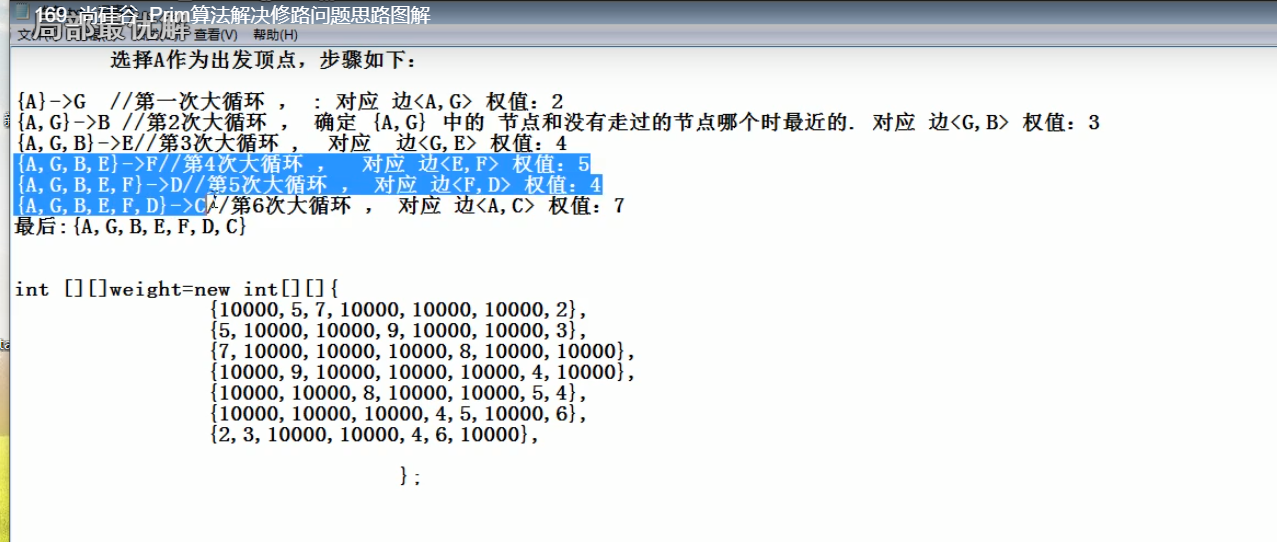 169_尚硅谷_Prim算法解决修路问题思路图解
局部最优解
查看(V) 帮助(H)
选择A作为出发顶点，步骤如下：
{A}->G //第一次大循环 ， : 对应 边<A,G> 权值：2
{A,G}->B //第2次大循环 ， 确定 {A,G} 中的 节点和没有走过的节点哪个时最近的. 对应 边<G,B> 权值：3
{A,G,B}->E//第3次大循环 ， 对应 边<G,E> 权值：4
{A,G,B,E}->F//第4次大循环 ， 对应 边<E,F> 权值：5
{A,G,B,E,F}->D//第5次大循环 ， 对应 边<F,D> 权值：4
{A,G,B,E,F,D}->C//第6次大循环 ， 对应 边<A,C> 权值：7
最后:{A,G,B,E,F,D,C}
int [][]weight=new int[][]{
{10000,5,7,10000,10000,10000,2},
{5,10000,10000,9,10000,10000,3},
{7,10000,10000,10000,8,10000,10000},
{10000,9,10000,10000,10000,4,10000},
{10000,10000,8,10000,10000,5,4},
{10000,10000,10000,4,5,10000,6},
{2,3,10000,10000,4,6,10000},
};